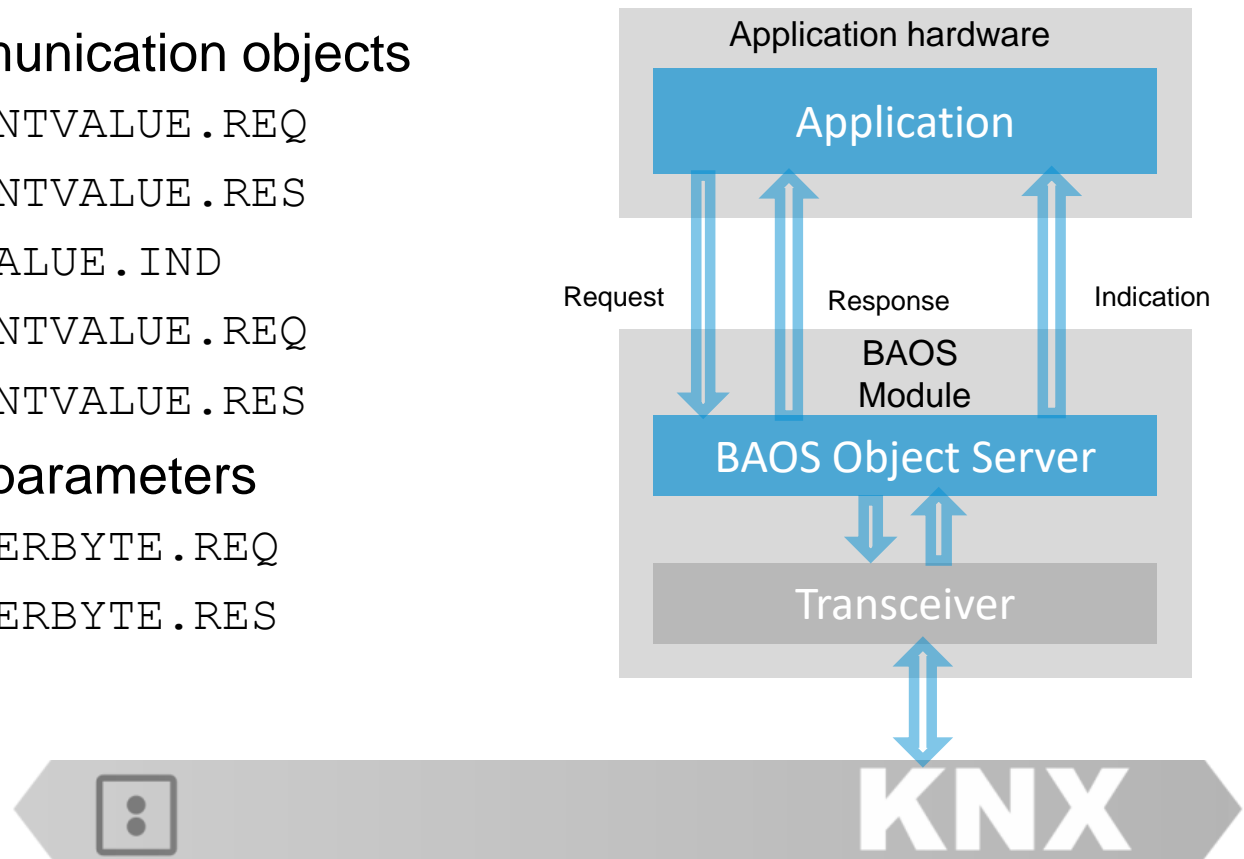 munication objects
NTVALUE.REQ
NTVALUE.RES
ALUE.IND
NTVALUE.REQ
NTVALUE.RES
parameters
ERBYTE.REQ
ERBYTE.RES
Application hardware
Application
Request
Response
Indication
BAOS
Module
BAOS Object Server
Transceiver
KNX